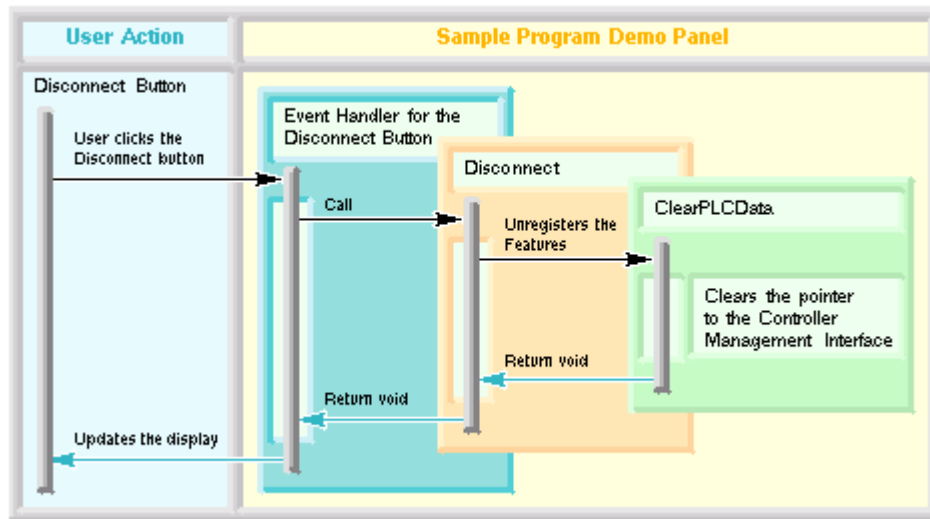 User Action
Sample Program Demo Panel
Disconnect Button
Event Handler for the
Disconnect Button
User clicks the
Disconnect button
Disconnect
Call
ClearPLCData
Unregisters the
Features
Clears the pointer
to the Controller
Management Interface
Return void
Return void
Updates the display